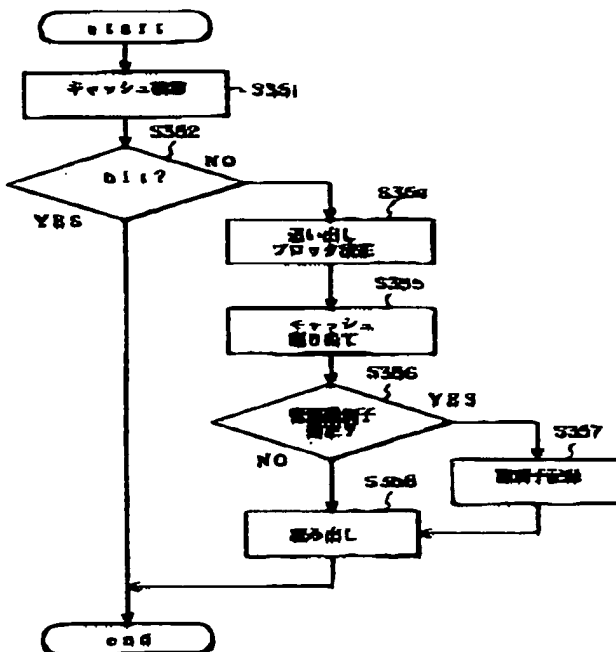 start
キャッシュ
S351
S352
hit?
NO
YES
S354
追い出し
ブロック決定
S355
キャッシュ
割り当て
S356
YES
S357
NO
S358
読み出し
end